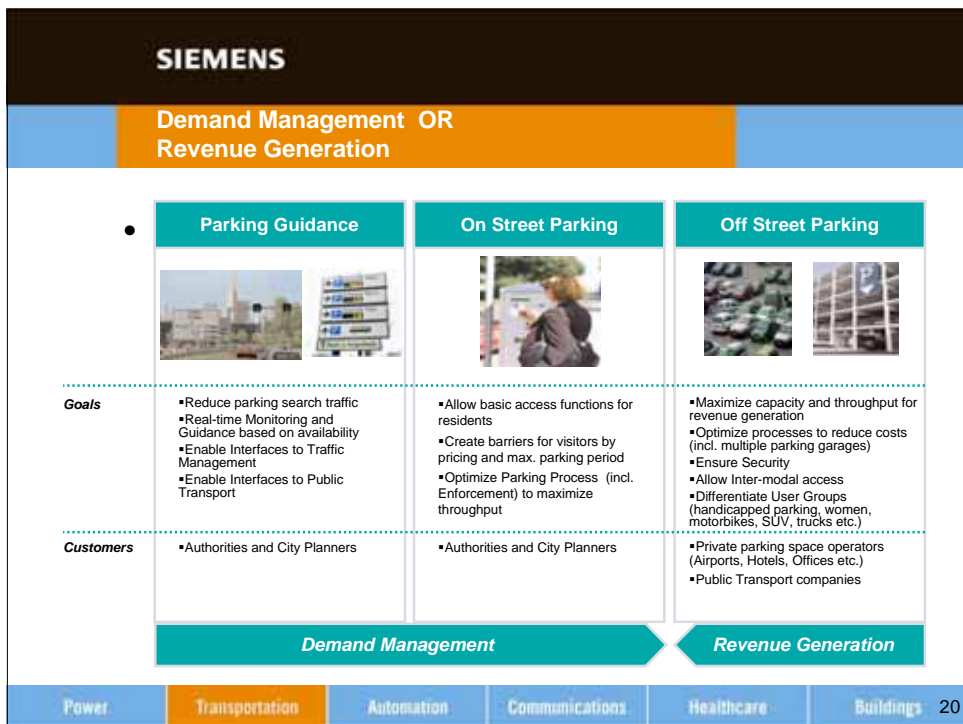 SIEMENS
Demand Management OR
Revenue Generation
•
Parking Guidance
On Street Parking
Off Street Parking
P
Goals
▪Reduce parking search traffic
▪Real-time Monitoring and
Guidance based on availability
▪Enable Interfaces to Traffic
Management
▪Enable Interfaces to Public
Transport
▪Allow basic access functions for
residents
▪Create barriers for visitors by
pricing and max. parking period
▪Optimize Parking Process (incl.
Enforcement) to maximize
throughput
▪Maximize capacity and throughput for
revenue generation
▪Optimize processes to reduce costs
(incl. multiple parking garages)
▪Ensure Security
▪Allow Inter-modal access
▪Differentiate User Groups
(handicapped parking, women,
motorbikes, SUV, trucks etc.)
Customers
▪Authorities and City Planners
▪Authorities and City Planners
▪Private parking space operators
(Airports, Hotels, Offices etc.)
▪Public Transport companies
Demand Management
Revenue Generation
Power
Transportation
Automation
Communications
Healthcare
Buildings
20